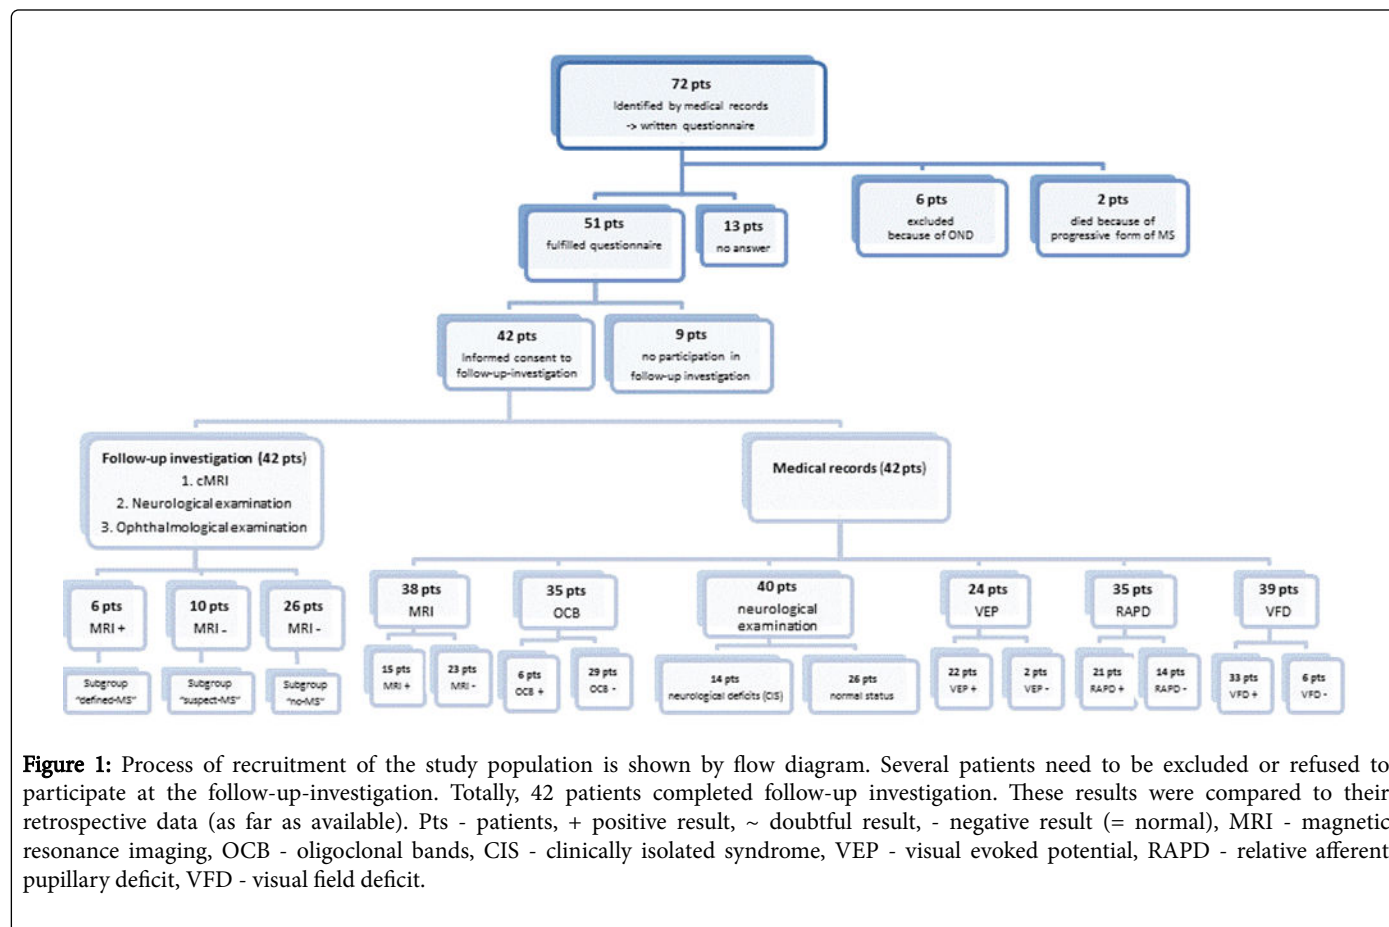 72 pts
Identified by medical records
-> written questionnaire
51 pts
fulfilled questionnaire
13 pts
no answer
6 pts
excluded
because of OND
2 pts
died because of
progressive form of MS
42 pts
Informed consent to
follow-up-investigation
9 pts
no participation in
follow-up investigation
Follow-up investigation (42 pts)
1. cMRI
2. Neurological examination
3. Ophthalmological examination
Medical records (42 pts)
6 pts
MRI +
10 pts
MRI -
26 pts
MRI -
Subgroup
"defined-MS"
Subgroup
"suspect-MS"
Subgroup
"no-MS"
38 pts
MRI
35 pts
OCB
40 pts
neurological
examination
24 pts
VEP
35 pts
RAPD
39 pts
VFD
15 pts
MRI +
23 pts
MRI -
6 pts
OCB +
29 pts
OCB -
14 pts
neurological deficits (CIS)
26 pts
normal status
22 pts
VEP +
2 pts
VEP -
21 pts
RAPD +
14 pts
RAPD -
33 pts
VFD +
6 pts
VFD -
Figure 1: Process of recruitment of the study population is shown by flow diagram. Several patients need to be excluded or refused to
participate at the follow-up-investigation. Totally, 42 patients completed follow-up investigation. These results were compared to their
retrospective data (as far as available). Pts - patients, + positive result, ~ doubtful result, - negative result (= normal), MRI - magnetic
resonance imaging, OCB - oligoclonal bands, CIS - clinically isolated syndrome, VEP - visual evoked potential, RAPD - relative afferent
pupillary deficit, VFD - visual field deficit.